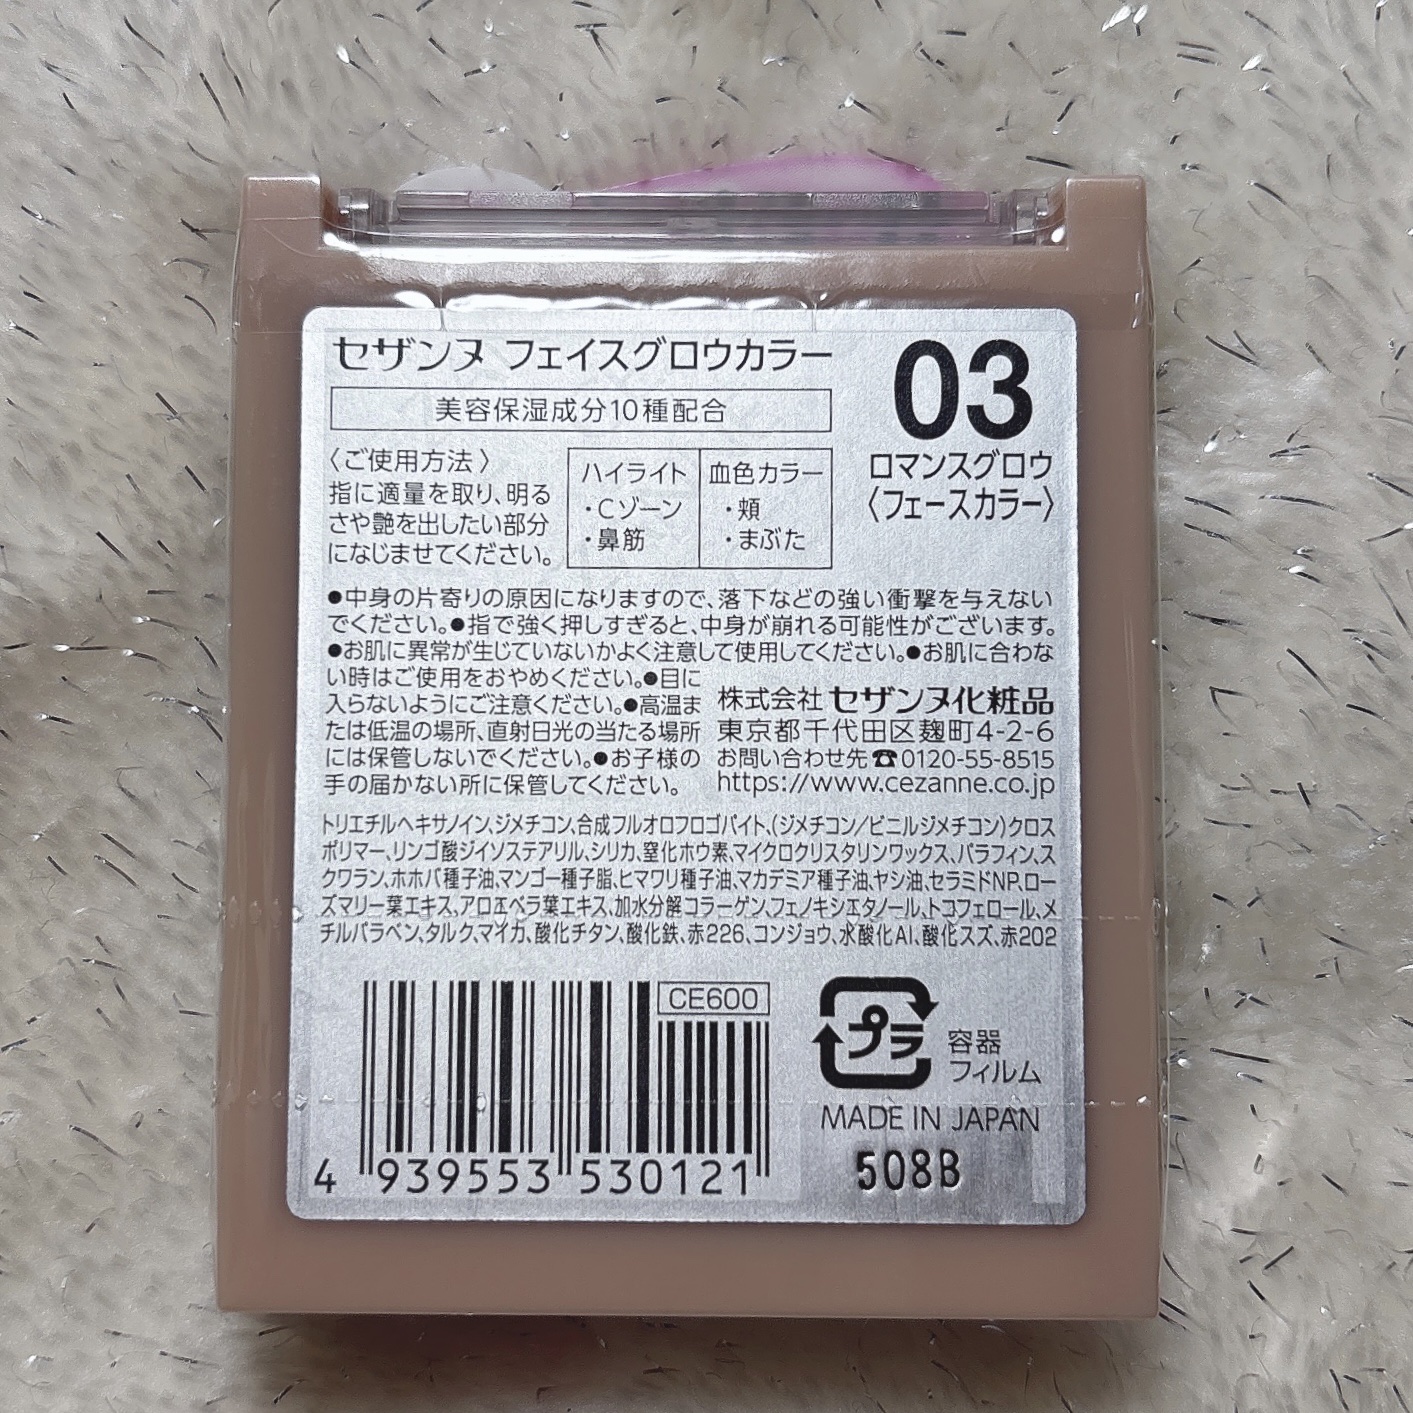 セザンヌ フェイスグロウカラー
美容保湿成分10種配合
03
ロマンスグロウ
〈フェースカラー〉
〈ご使用方法〉
指に適量を取り、明る
さや艶を出したい部分
になじませてください。
ハイライト
・Cゾーン
・鼻筋
血色カラー
・頬
・まぶた
●中身の片寄りの原因になりますので、落下などの強い衝撃を与えない
でください。●指で強く押しすぎると、中身が崩れる可能性がございます。
●お肌に異常が生じていないかよく注意して使用してください。●お肌に合わな
い時はご使用をおやめください。●目に
入らないようにご注意ください。●高温ま
たは低温の場所、直射日光の当たる場所
には保管しないでください。●お子様の
手の届かない所に保管してください。
株式会社 セザンヌ化粧品
東京都千代田区麹町4-2-6
お問い合わせ先☎0120-55-8515
https://www.cezanne.co.jp
トリエチルヘキサノイン、ジメチコン、合成フルオロフロゴパイト、(ジメチコン/ビニルジメチコン)クロス
ポリマー、リンゴ酸ジイソステアリル、シリカ、窒化ホウ素、マイクロクリスタリンワックス、パラフィン、ス
クワラン、ホホバ種子油、マンゴー種子脂、ヒマワリ種子油、マカデミア種子油、ヤシ油、セラミドNP、ロー
ズマリー葉エキス、アロエベラ葉エキス、加水分解コラーゲン、フェノキシエタノール、トコフェロール、メ
チルパラベン、タルク、マイカ、酸化チタン、酸化鉄、赤226、コンジョウ、水酸化Al、酸化スズ、赤202
CE600
4 939553 530121
プラ
容器
フィルム
MADE IN JAPAN
508B